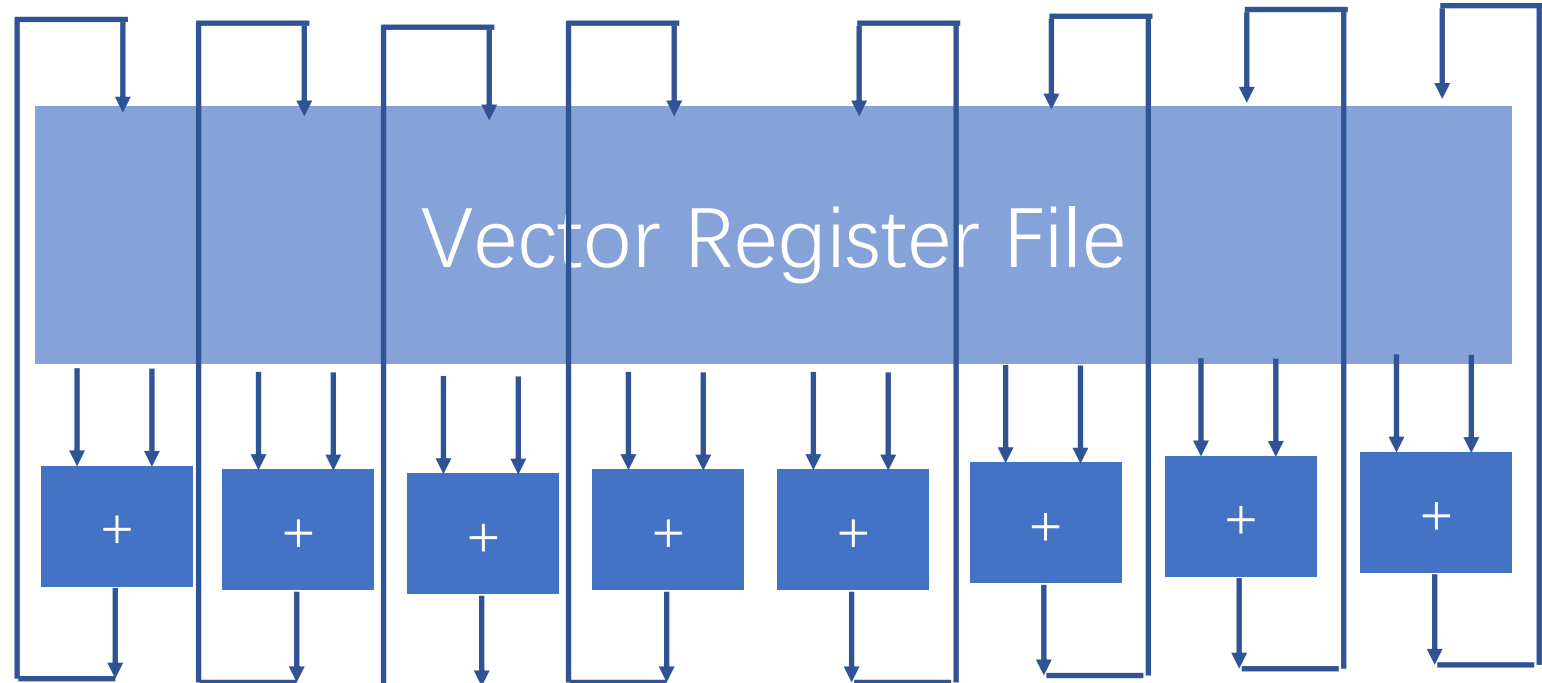 Vector Register File
+ + + + + + + +